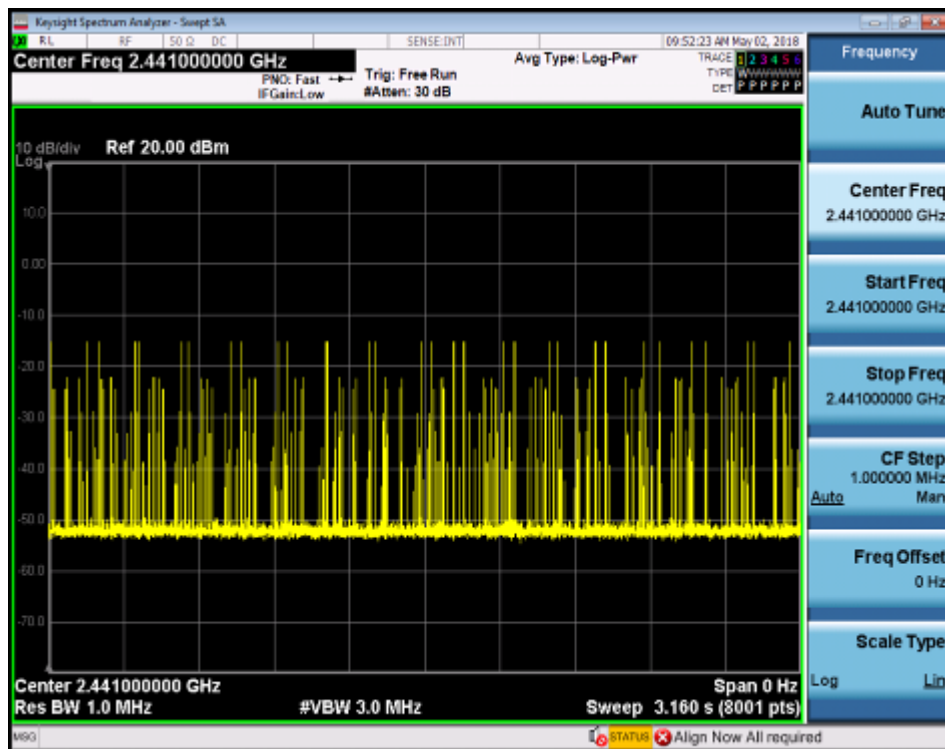 Keysight Spectrum Analyzer - Swept SA
RL RF 50 Ω DC SENSE:INT 09:52:23 AM May 02, 2018
Center Freq 2.441000000 GHz
PNO: Fast
IFGain:Low
Trig: Free Run
#Atten: 30 dB
Avg Type: Log-Pwr
TRACE 1 2 3 4 5 6
TYPE WWWWWW
DET P P P P P P
10 dB/div Ref 20.00 dBm
Log
10.0
0.00
-10.0
-20.0
-30.0
-40.0
-50.0
-60.0
-70.0
Center 2.441000000 GHz Span 0 Hz
Res BW 1.0 MHz #VBW 3.0 MHz Sweep 3.160 s (8001 pts)
MSG STATUS Align Now All required
Frequency
Auto Tune
Center Freq
2.441000000 GHz
Start Freq
2.441000000 GHz
Stop Freq
2.441000000 GHz
CF Step
1.000000 MHz
Auto Man
Freq Offset
0 Hz
Scale Type
Log Lin